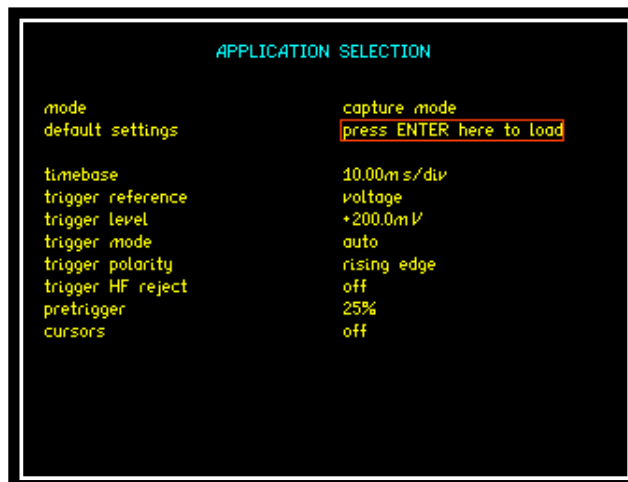 APPLICATION SELECTION
mode capture mode
default settings press ENTER here to load
timebase 10.00ms/div
trigger reference voltage
trigger level +200.0mV
trigger mode auto
trigger polarity rising edge
trigger HF reject off
pretrigger 25%
cursors off